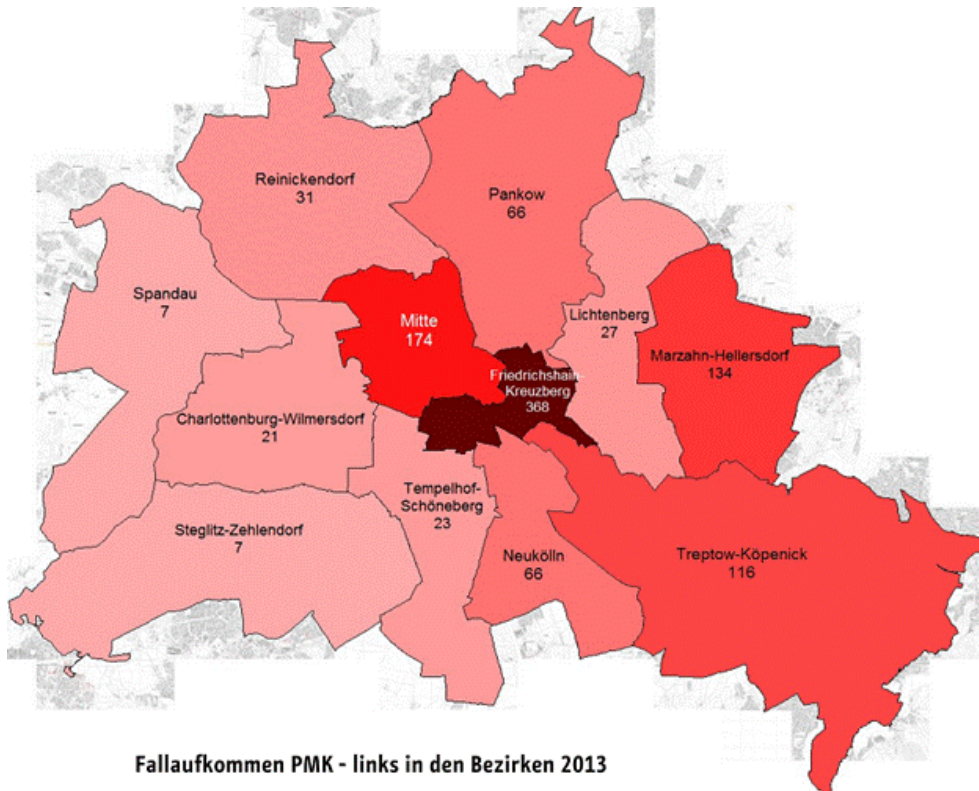 Reinickendorf
31
Pankow
66
Spandau
7
Mitte
174
Lichtenberg
27
Marzahn-Hellersdorf
134
Friedrichshain-
Kreuzberg
368
Charlottenburg-Wilmersdorf
21
Tempelhof-
Schöneberg
23
Steglitz-Zehlendorf
7
Neukölln
66
Treptow-Köpenick
116
Fallaufkommen PMK - links in den Bezirken 2013